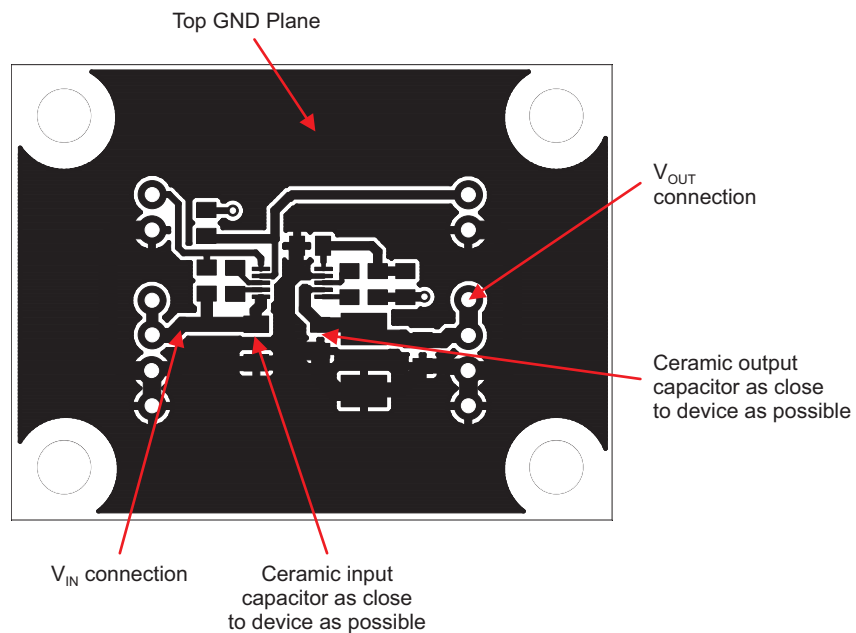 Top GND Plane
VOUT
connection
Ceramic output
capacitor as close
to device as possible
VIN connection
Ceramic input
capacitor as close
to device as possible